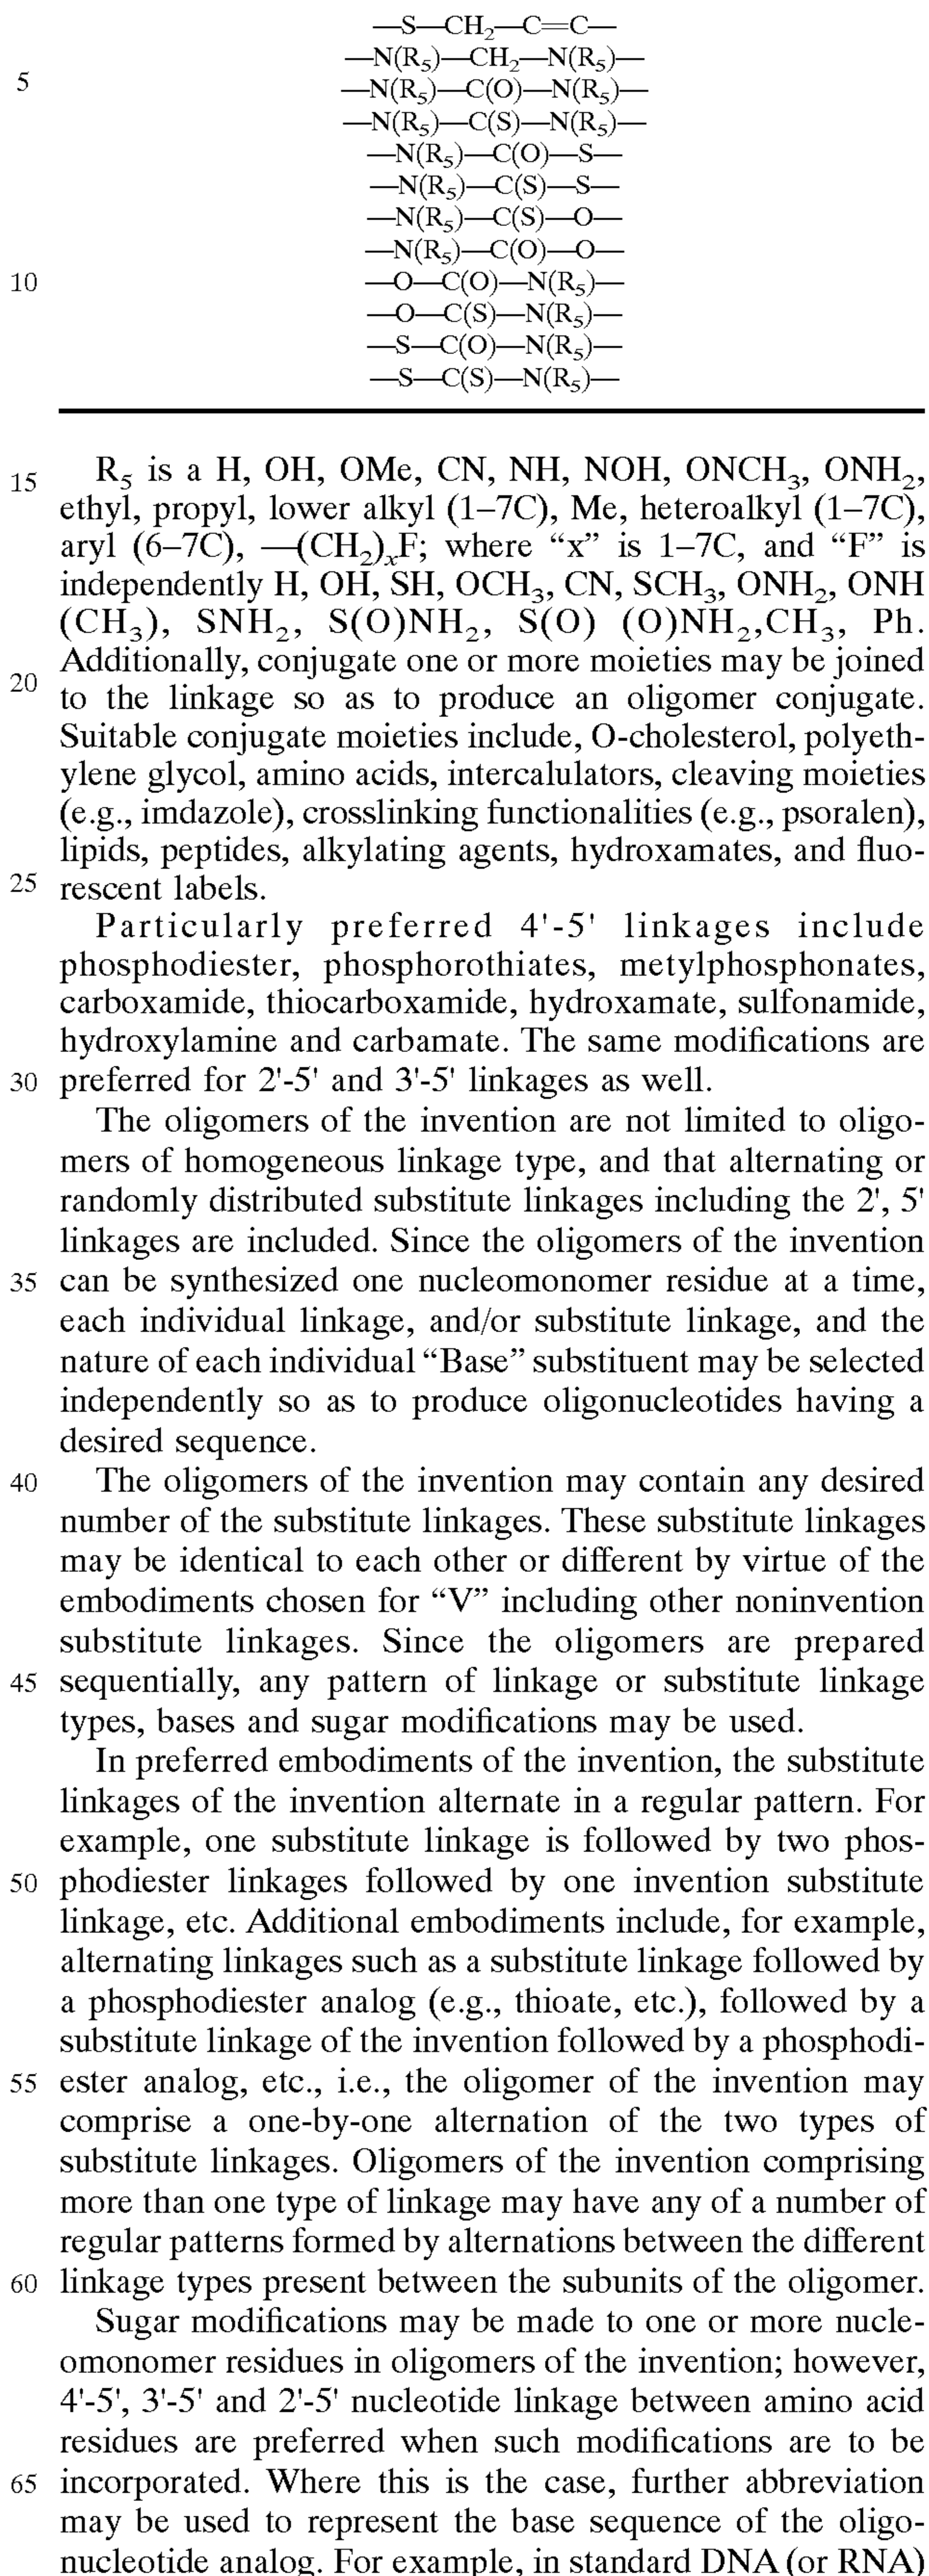 —S—CH₂—C=C—
—N(R₅)—CH₂—N(R₅)—
5
—N(R₅)—C(O)—N(R₅)—
—N(R₅)—C(S)—N(R₅)—
—N(R₅)—C(O)—S—
—N(R₅)—C(S)—S—
—N(R₅)—C(S)—O—
—N(R₅)—C(O)—O—
10 —O—C(O)—N(R₅)—
—O—C(S)—N(R₅)—
—S—C(O)—N(R₅)—
—S—C(S)—N(R₅)—
15 R₅ is a H, OH, OMe, CN, NH, NOH, ONCH₃, ONH₂,
ethyl, propyl, lower alkyl (1–7C), Me, heteroalkyl (1–7C),
aryl (6–7C), —(CH₂)ₓF; where “x” is 1–7C, and “F” is
independently H, OH, SH, OCH₃, CN, SCH₃, ONH₂, ONH
(CH₃), SNH₂, S(O)NH₂, S(O) (O)NH₂,CH₃, Ph.
Additionally, conjugate one or more moieties may be joined
20 to the linkage so as to produce an oligomer conjugate.
Suitable conjugate moieties include, O-cholesterol, polyeth-
ylene glycol, amino acids, intercalulators, cleaving moieties
(e.g., imdazole), crosslinking functionalities (e.g., psoralen),
lipids, peptides, alkylating agents, hydroxamates, and fluo-
25 rescent labels.
Particularly preferred 4'-5' linkages include
phosphodiester, phosphorothiates, metylphosphonates,
carboxamide, thiocarboxamide, hydroxamate, sulfonamide,
hydroxylamine and carbamate. The same modifications are
30 preferred for 2'-5' and 3'-5' linkages as well.
The oligomers of the invention are not limited to oligo-
mers of homogeneous linkage type, and that alternating or
randomly distributed substitute linkages including the 2', 5'
linkages are included. Since the oligomers of the invention
35 can be synthesized one nucleomonomer residue at a time,
each individual linkage, and/or substitute linkage, and the
nature of each individual “Base” substituent may be selected
independently so as to produce oligonucleotides having a
desired sequence.
40 The oligomers of the invention may contain any desired
number of the substitute linkages. These substitute linkages
may be identical to each other or different by virtue of the
embodiments chosen for “V” including other noninvention
substitute linkages. Since the oligomers are prepared
45 sequentially, any pattern of linkage or substitute linkage
types, bases and sugar modifications may be used.
In preferred embodiments of the invention, the substitute
linkages of the invention alternate in a regular pattern. For
example, one substitute linkage is followed by two phos-
50 phodiester linkages followed by one invention substitute
linkage, etc. Additional embodiments include, for example,
alternating linkages such as a substitute linkage followed by
a phosphodiester analog (e.g., thioate, etc.), followed by a
substitute linkage of the invention followed by a phosphodi-
55 ester analog, etc., i.e., the oligomer of the invention may
comprise a one-by-one alternation of the two types of
substitute linkages. Oligomers of the invention comprising
more than one type of linkage may have any of a number of
regular patterns formed by alternations between the different
60 linkage types present between the subunits of the oligomer.
Sugar modifications may be made to one or more nucle-
omonomer residues in oligomers of the invention; however,
4'-5', 3'-5' and 2'-5' nucleotide linkage between amino acid
residues are preferred when such modifications are to be
65 incorporated. Where this is the case, further abbreviation
may be used to represent the base sequence of the oligo-
nucleotide analog. For example, in standard DNA (or RNA)